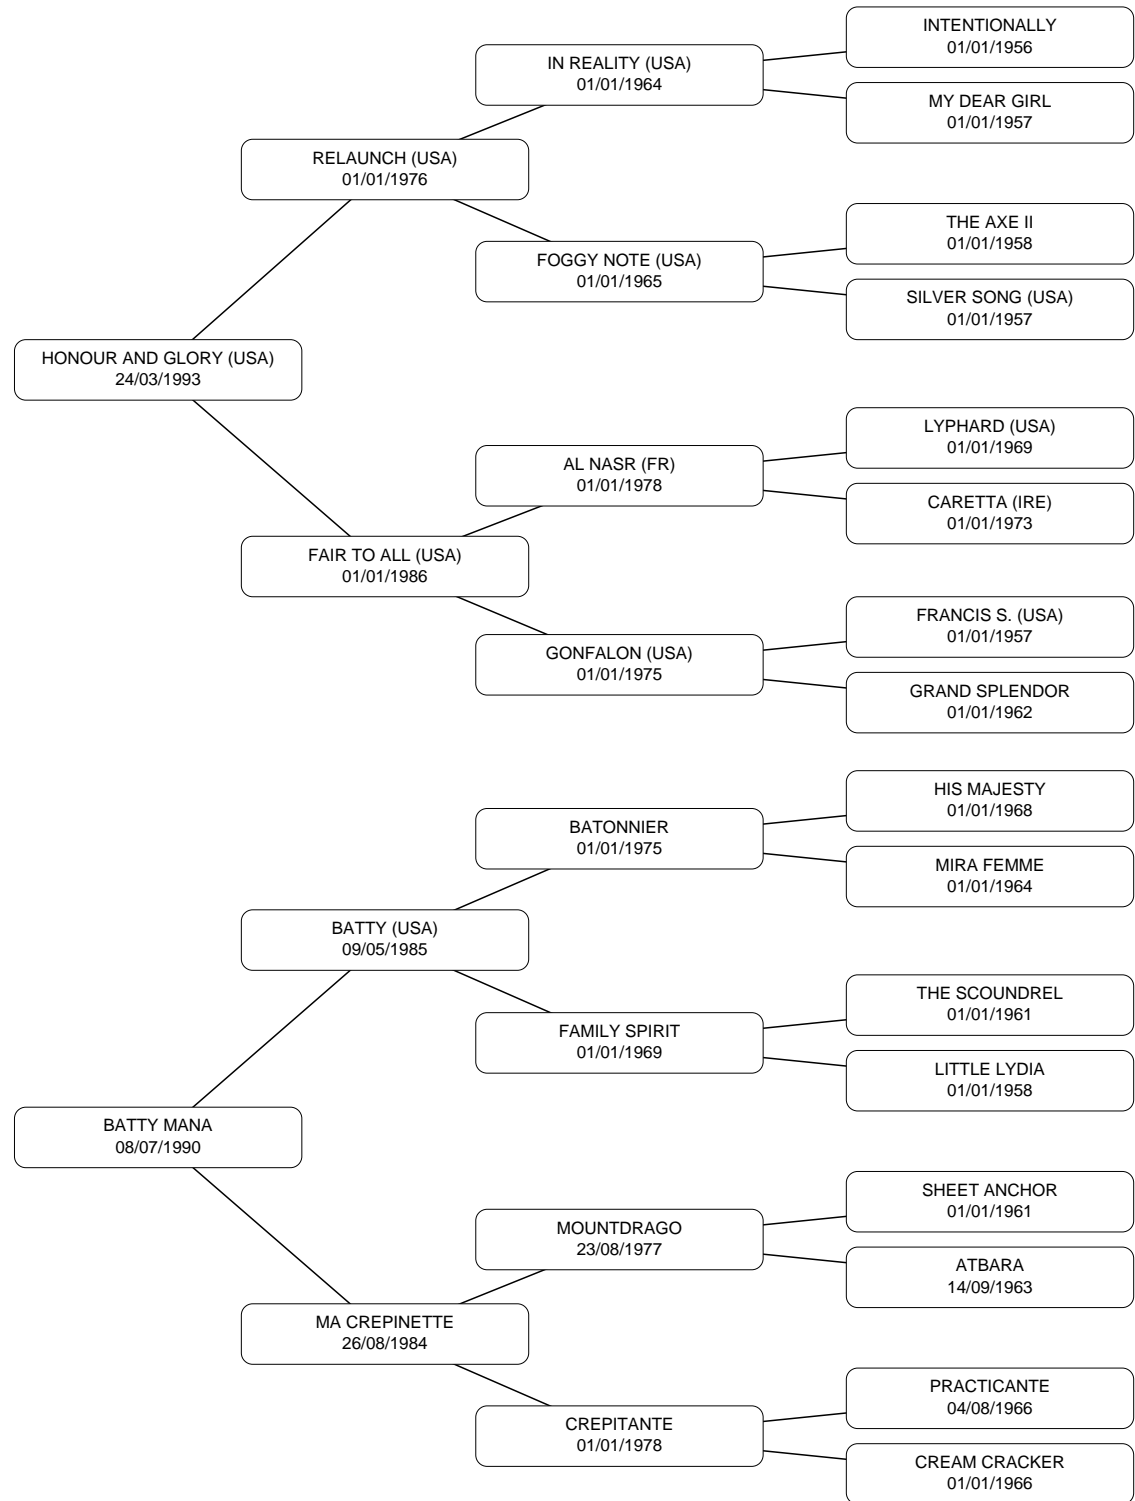 INTENTIONALLY
01/01/1956
IN REALITY (USA)
01/01/1964
MY DEAR GIRL
01/01/1957
RELAUNCH (USA)
01/01/1976
THE AXE II
01/01/1958
FOGGY NOTE (USA)
01/01/1965
SILVER SONG (USA)
01/01/1957
HONOUR AND GLORY (USA)
24/03/1993
LYPHARD (USA)
01/01/1969
AL NASR (FR)
01/01/1978
CARETTA (IRE)
01/01/1973
FAIR TO ALL (USA)
01/01/1986
FRANCIS S. (USA)
01/01/1957
GONFALON (USA)
01/01/1975
GRAND SPLENDOR
01/01/1962
HIS MAJESTY
01/01/1968
BATONNIER
01/01/1975
MIRA FEMME
01/01/1964
BATTY (USA)
09/05/1985
THE SCOUNDREL
01/01/1961
FAMILY SPIRIT
01/01/1969
LITTLE LYDIA
01/01/1958
BATTY MANA
08/07/1990
SHEET ANCHOR
01/01/1961
MOUNTDRAGO
23/08/1977
ATBARA
14/09/1963
MA CREPINETTE
26/08/1984
PRACTICANTE
04/08/1966
CREPITANTE
01/01/1978
CREAM CRACKER
01/01/1966